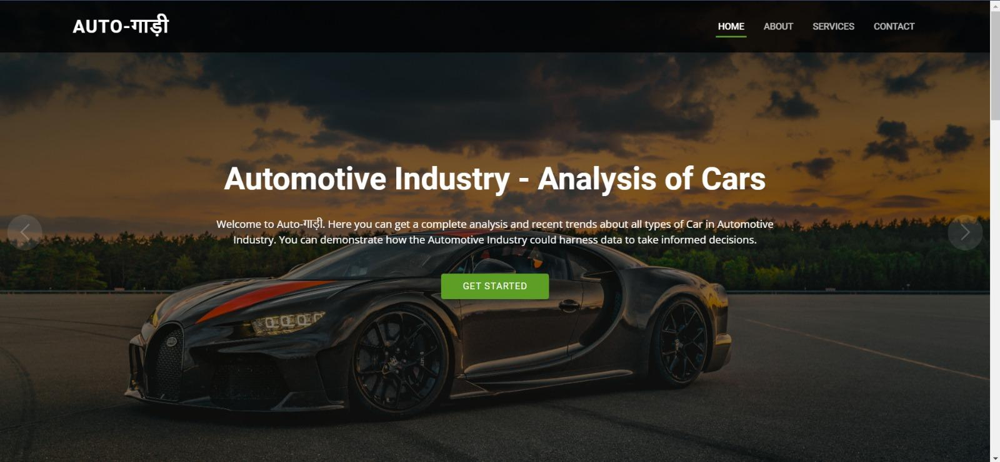 AUTO-गाड़ी
HOME ABOUT SERVICES CONTACT
Automotive Industry - Analysis of Cars
Welcome to Auto-गाड़ी. Here you can get a complete analysis and recent trends about all types of Car in Automotive
Industry. You can demonstrate how the Automotive Industry could harness data to take informed decisions.
GET STARTED